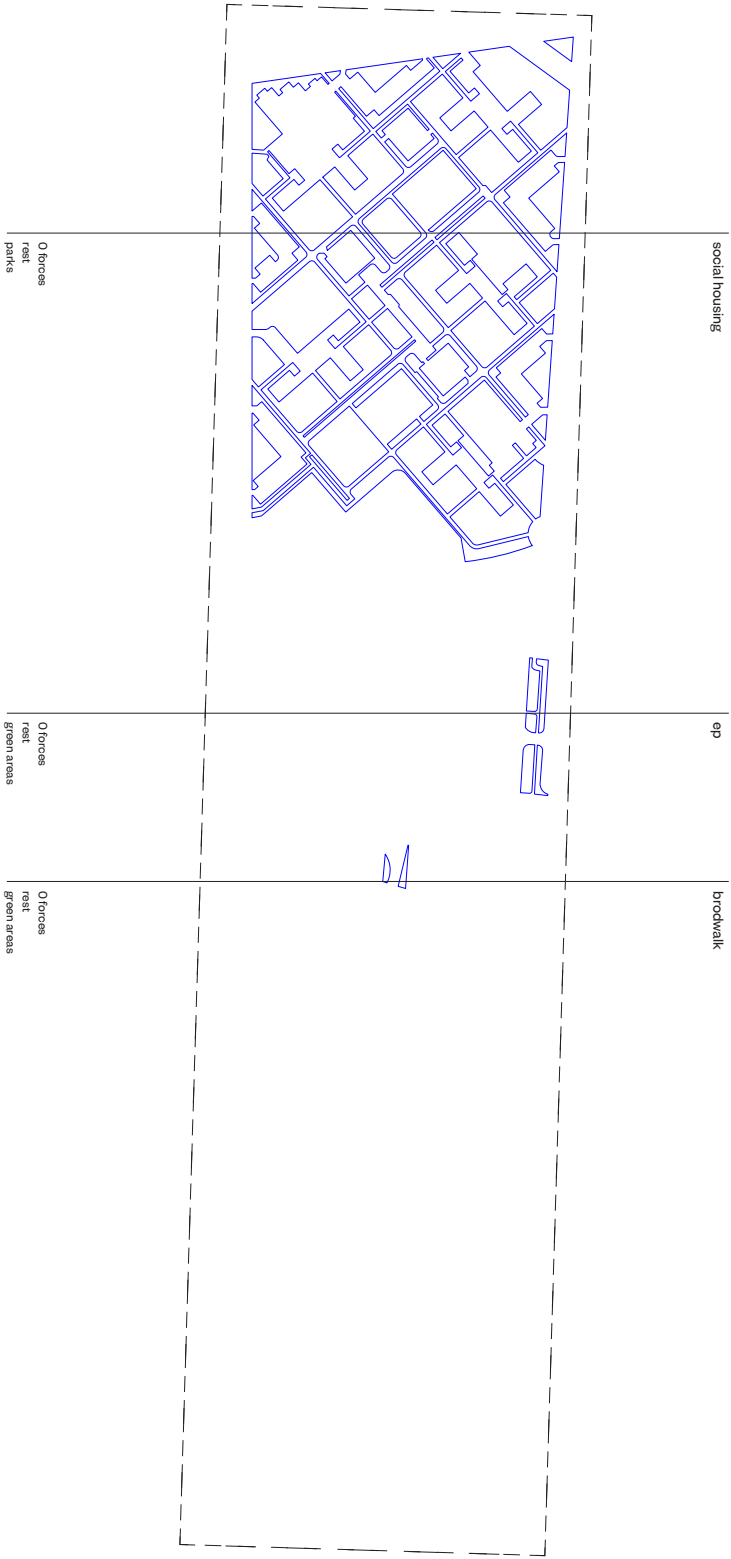 social housing
0 forces
rest
parks
ep
0 forces
rest
green areas
brodwalk
0 forces
rest
green areas